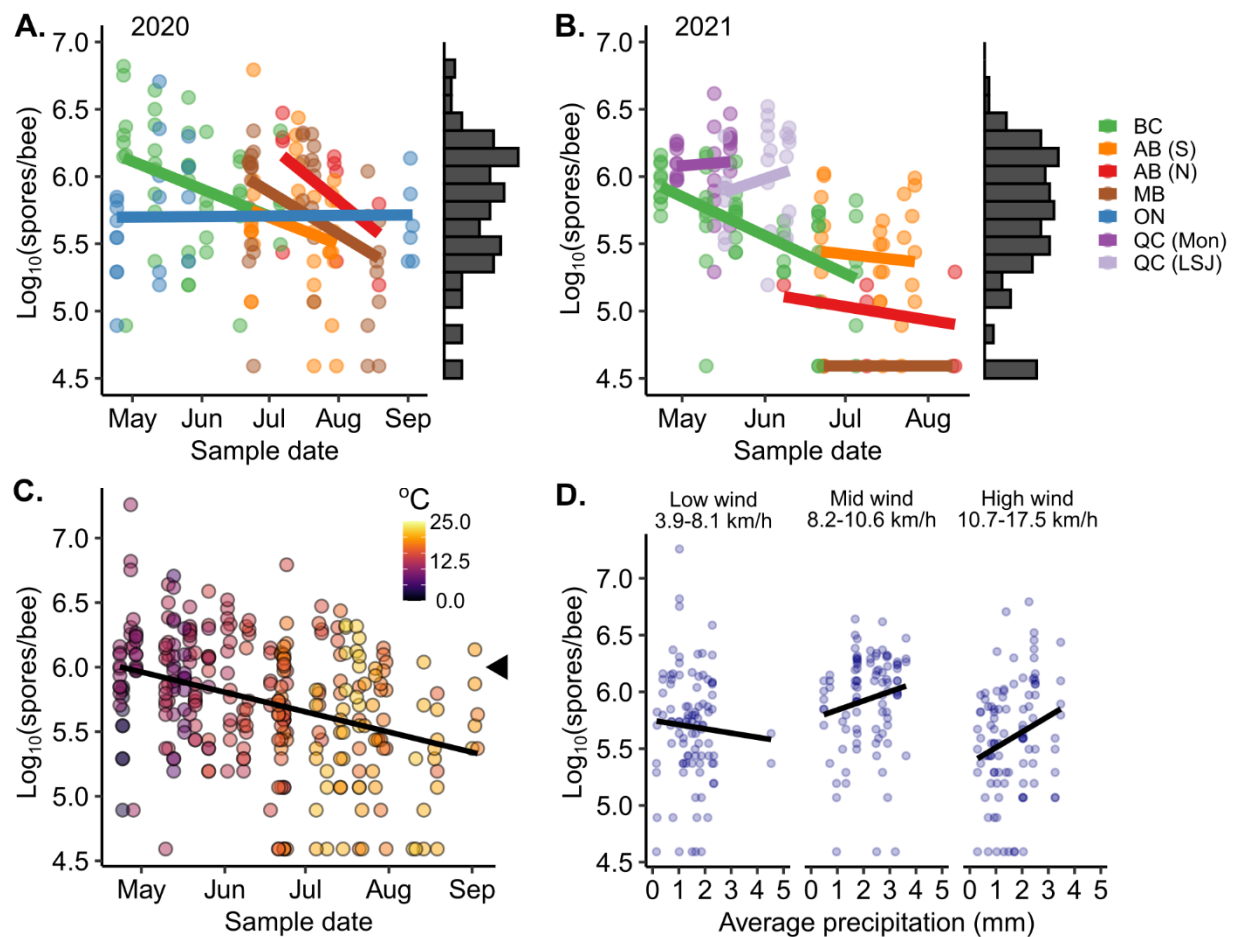 A. 2020
Log₁₀(spores/bee)
7.0
6.5
6.0
5.5
5.0
4.5
May Jun Jul Aug Sep
Sample date
B. 2021
Log₁₀(spores/bee)
7.0
6.5
6.0
5.5
5.0
4.5
May Jun Jul Aug
Sample date
BC
AB (S)
AB (N)
MB
ON
QC (Mon)
QC (LSJ)
C.
Log₁₀(spores/bee)
7.0
6.5
6.0
5.5
5.0
4.5
May Jun Jul Aug Sep
Sample date
°C
25.0
12.5
0.0
D.
Low wind
3.9-8.1 km/h
Mid wind
8.2-10.6 km/h
High wind
10.7-17.5 km/h
Log₁₀(spores/bee)
7.0
6.5
6.0
5.5
5.0
4.5
0 1 2 3 4 5 0 1 2 3 4 5 0 1 2 3 4 5
Average precipitation (mm)